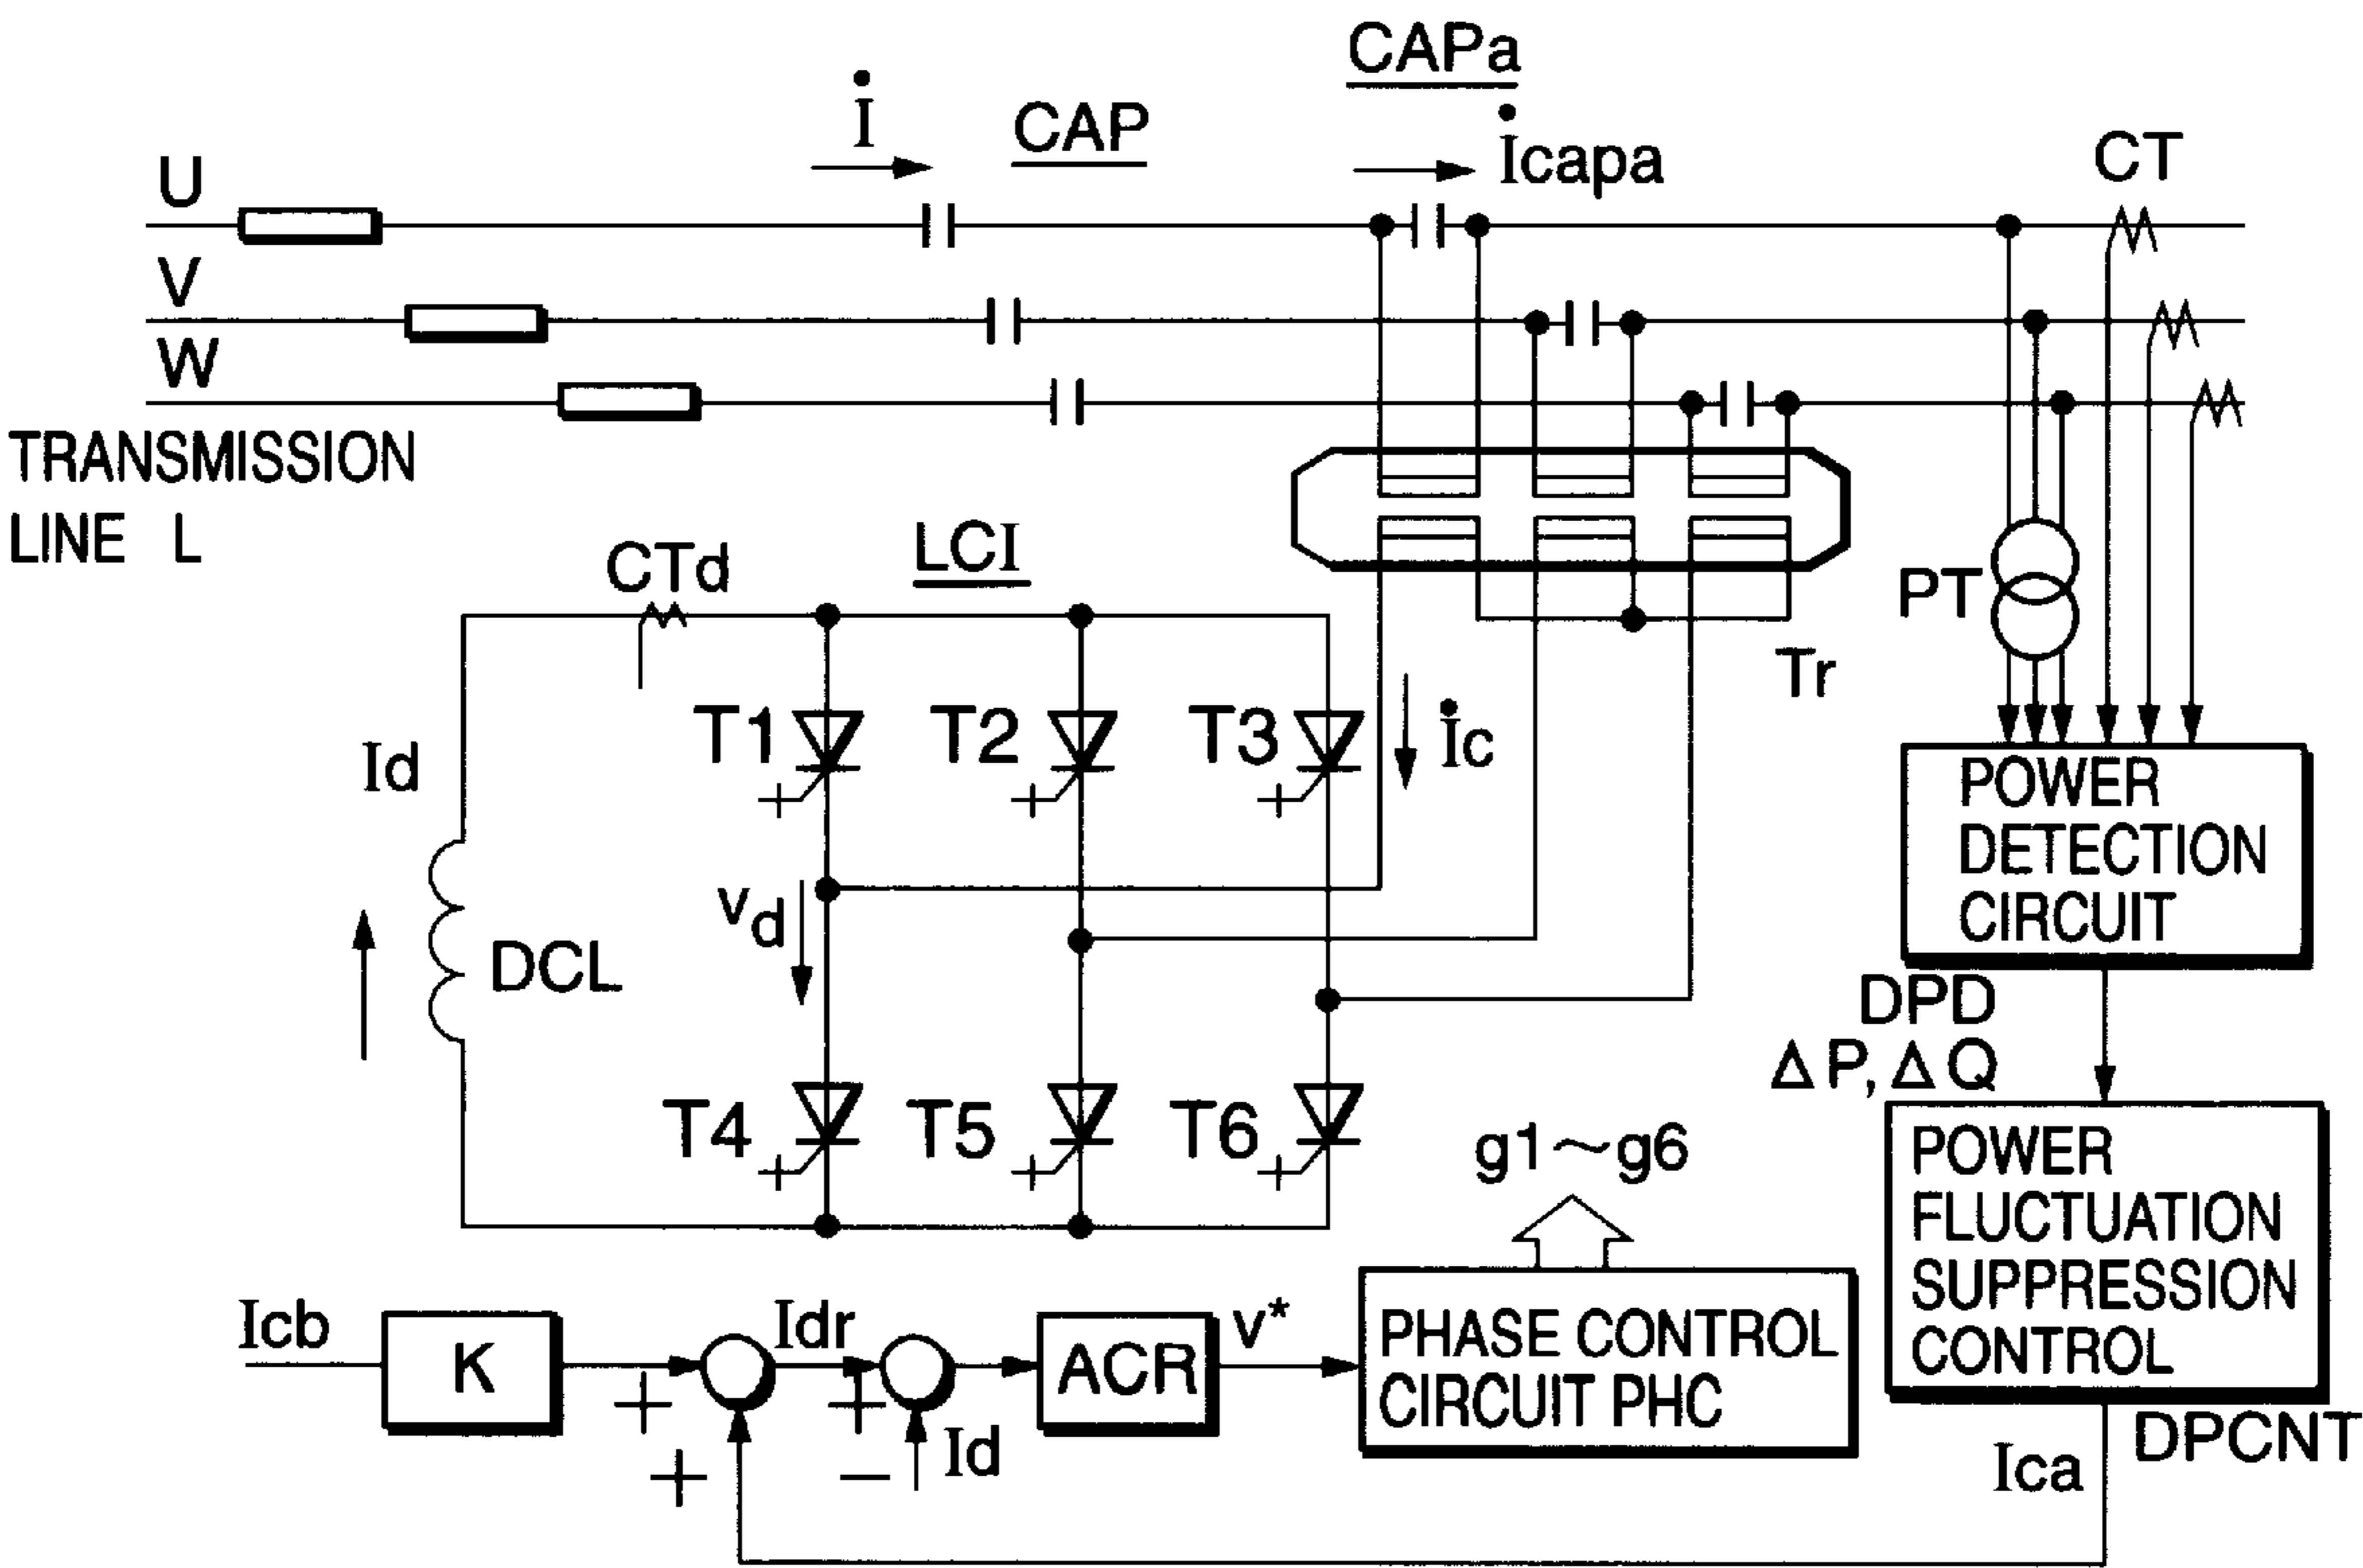 CAPa
İ
CAP
İcapa
CT
U
V
W
TRANSMISSION
LINE L
CTd
LCI
PT
Tr
T1
T2
T3
İc
Id
POWER
DETECTION
CIRCUIT
vd
DCL
DPD
ΔP, ΔQ
T4
T5
T6
g1~g6
POWER
FLUCTUATION
SUPPRESSION
CONTROL
Icb
K
+
+
Idr
+
−
Id
ACR
v*
PHASE CONTROL
CIRCUIT PHC
DPCNT
Ica